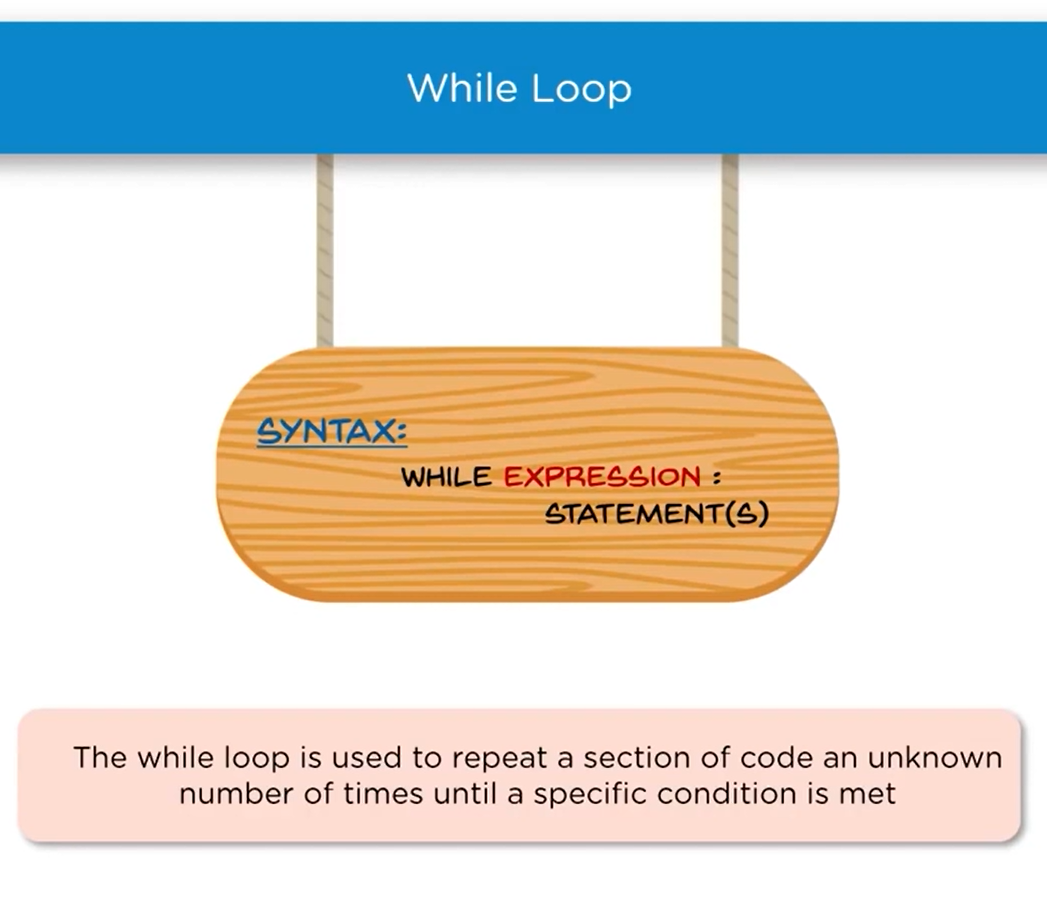 While Loop
SYNTAX:
WHILE EXPRESSION :
STATEMENT(S)
The while loop is used to repeat a section of code an unknown
number of times until a specific condition is met